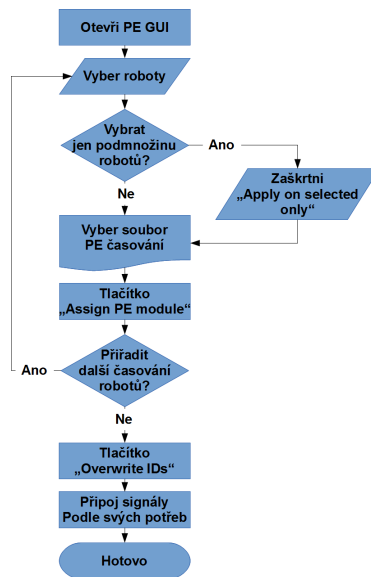 Otevři PE GUI
Vyber roboty
Vybrat
jen podmnožinu
robotů?
Ano
Zaškrtni
„Apply on selected
only“
Ne
Vyber soubor
PE časování
Tlačítko
„Assign PE module“
Přiřadit
další časování
robotů?
Ano
Ne
Tlačítko
„Overwrite IDs“
Připoj signály
Podle svých potřeb
Hotovo